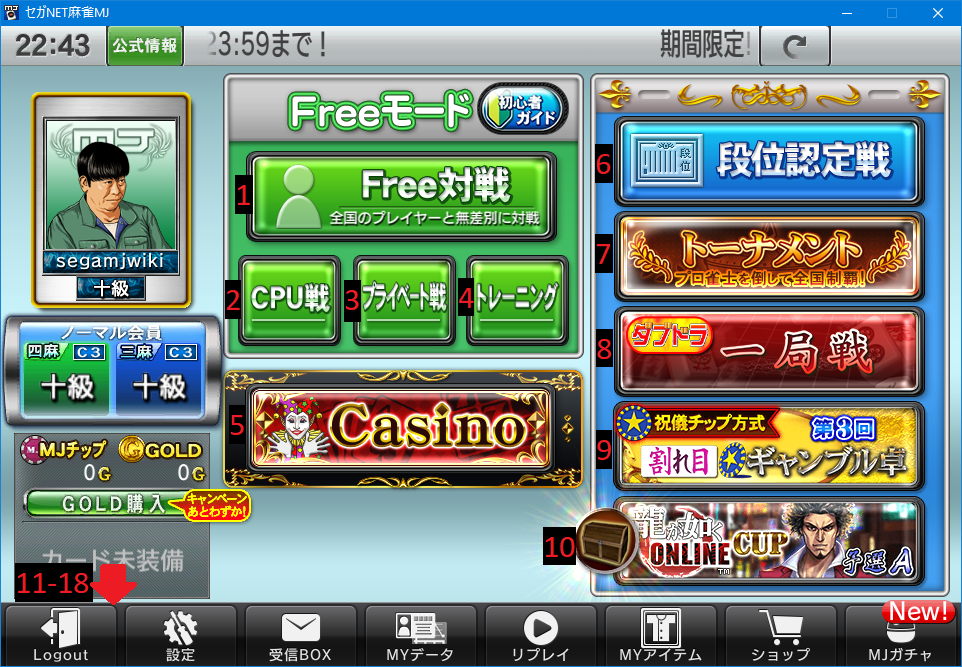 セガNET麻雀MJ
22:43
公式情報
23:59まで!
期間限定!
MJ
segamjwiki
十級
ノーマル会員
四麻 C3
三麻 C3
十級
十級
MJチップ
GOLD
0G
0G
GOLD購入
キャンペーン
あとわずか!
カード未装備
11-18
Freeモード
初心者
ガイド
1
Free対戦
全国のプレイヤーと無差別に対戦
2
CPU戦
3
プライベート戦
4
トレーニング
5
Casino
6
段位
段位認定戦
7
トーナメント
プロ雀士を倒して全国制覇!
8
ダブドラ
一局戦
9
祝儀チップ方式
第3回
割れ目
ギャンブル卓
10
龍が如く
ONLINE
TM
CUP
予選A
Logout
設定
受信BOX
MYデータ
リプレイ
MYアイテム
ショップ
New!
MJガチャ